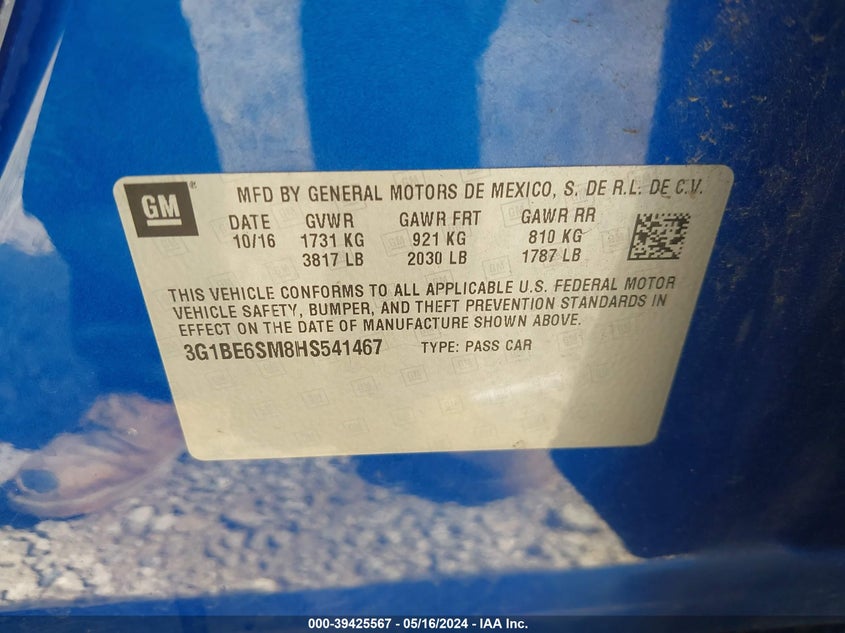 GM ® MFD BY GENERAL MOTORS DE MEXICO, S. DE R.L. DE C.V.
DATE GVWR GAWR FRT GAWR RR
10/16 1731 KG 921 KG 810 KG
3817 LB 2030 LB 1787 LB
THIS VEHICLE CONFORMS TO ALL APPLICABLE U.S. FEDERAL MOTOR
VEHICLE SAFETY, BUMPER, AND THEFT PREVENTION STANDARDS IN
EFFECT ON THE DATE OF MANUFACTURE SHOWN ABOVE.
3G1BE6SM8HS541467 TYPE: PASS CAR
000-39425567 - 05/16/2024 - IAA Inc.